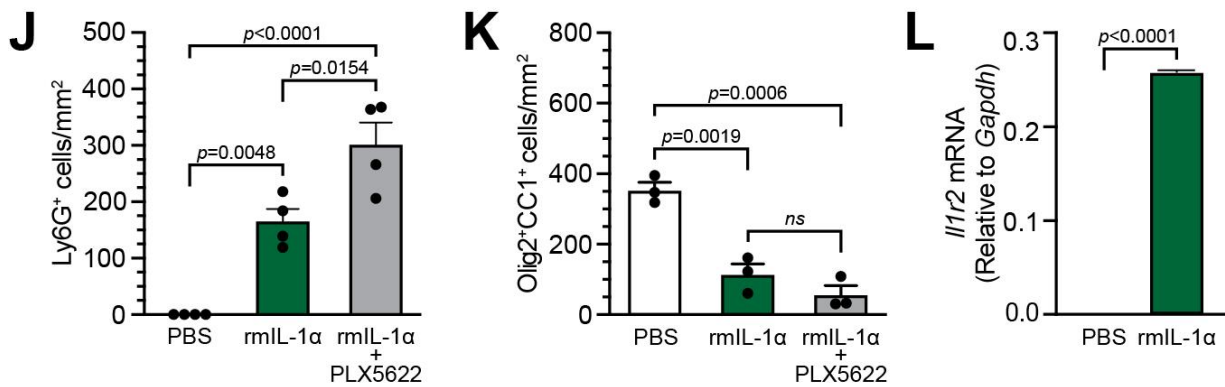 J
Ly6G⁺ cells/mm²
500
400
300
200
100
0
p<0.0001
p=0.0154
p=0.0048
PBS
rmIL-1α
rmIL-1α
+
PLX5622
K
Olig2⁺CC1⁺ cells/mm²
800
600
400
200
0
p=0.0006
p=0.0019
ns
PBS
rmIL-1α
rmIL-1α
+
PLX5622
L
Il1r2 mRNA
(Relative to Gapdh)
0.3
0.2
0.1
0.0
p<0.0001
PBS
rmIL-1α